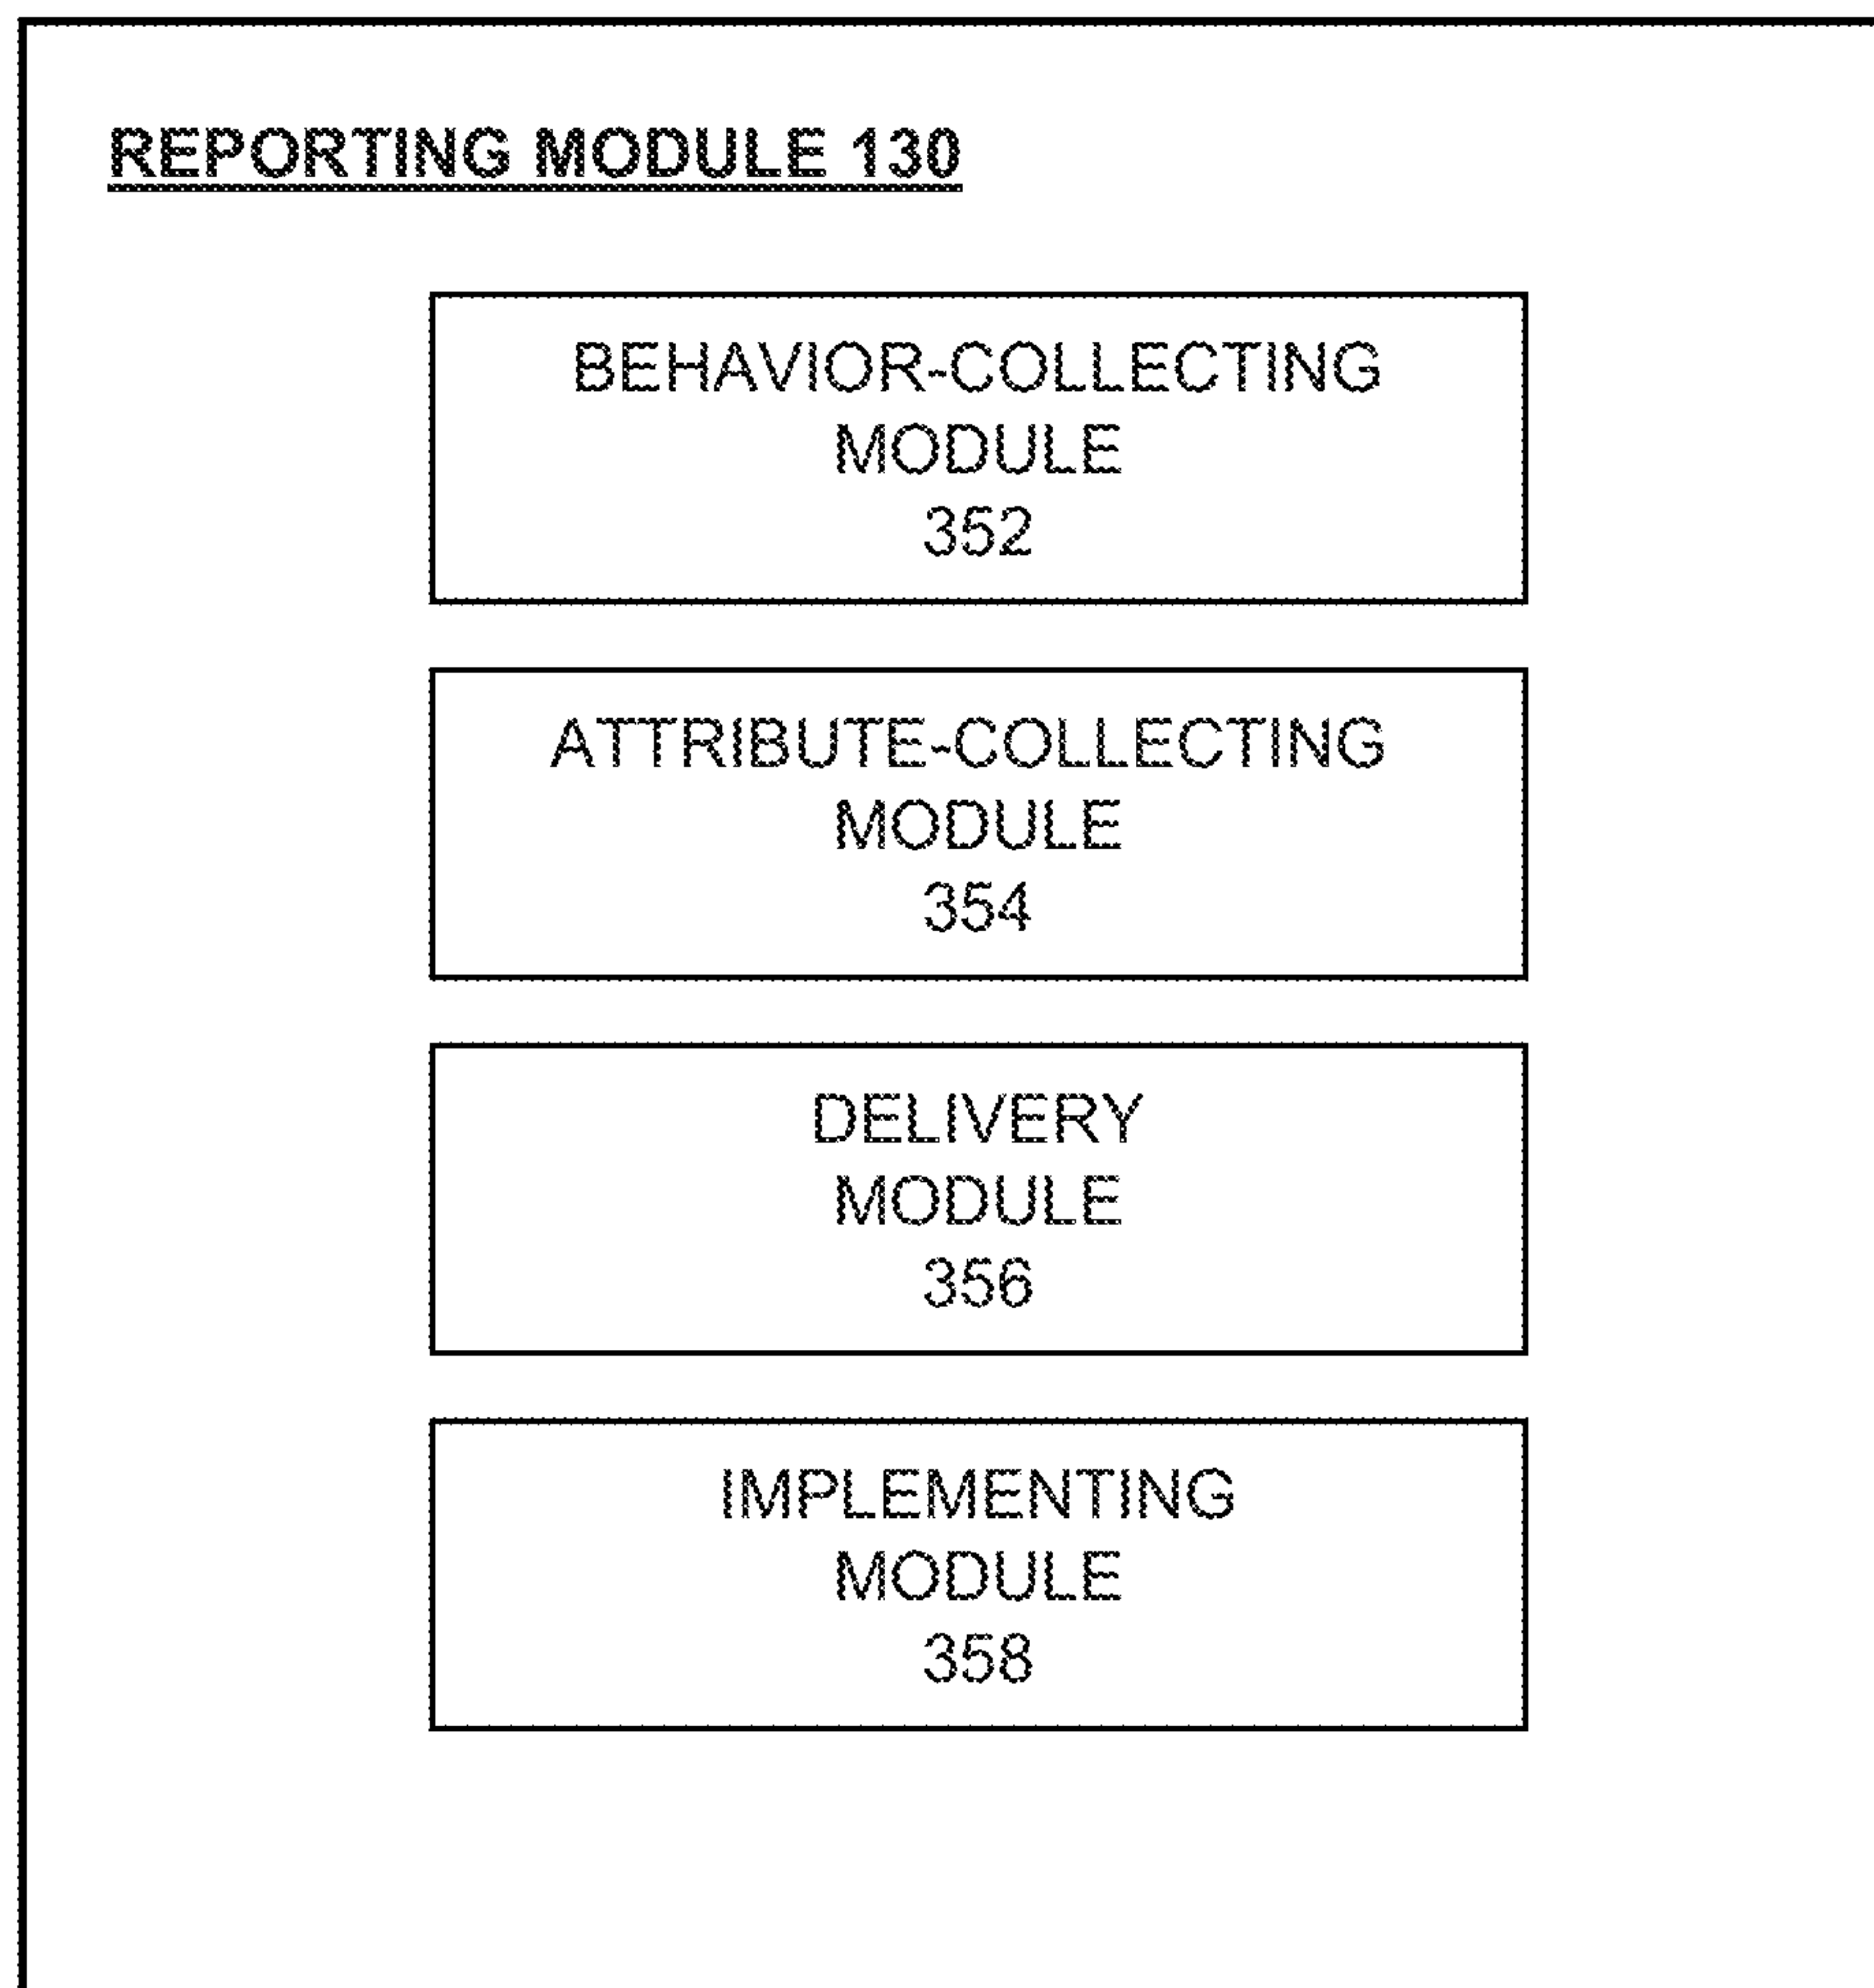 REPORTING MODULE 130
BEHAVIOR-COLLECTING
MODULE
352
ATTRIBUTE-COLLECTING
MODULE
354
DELIVERY
MODULE
356
IMPLEMENTING
MODULE
358